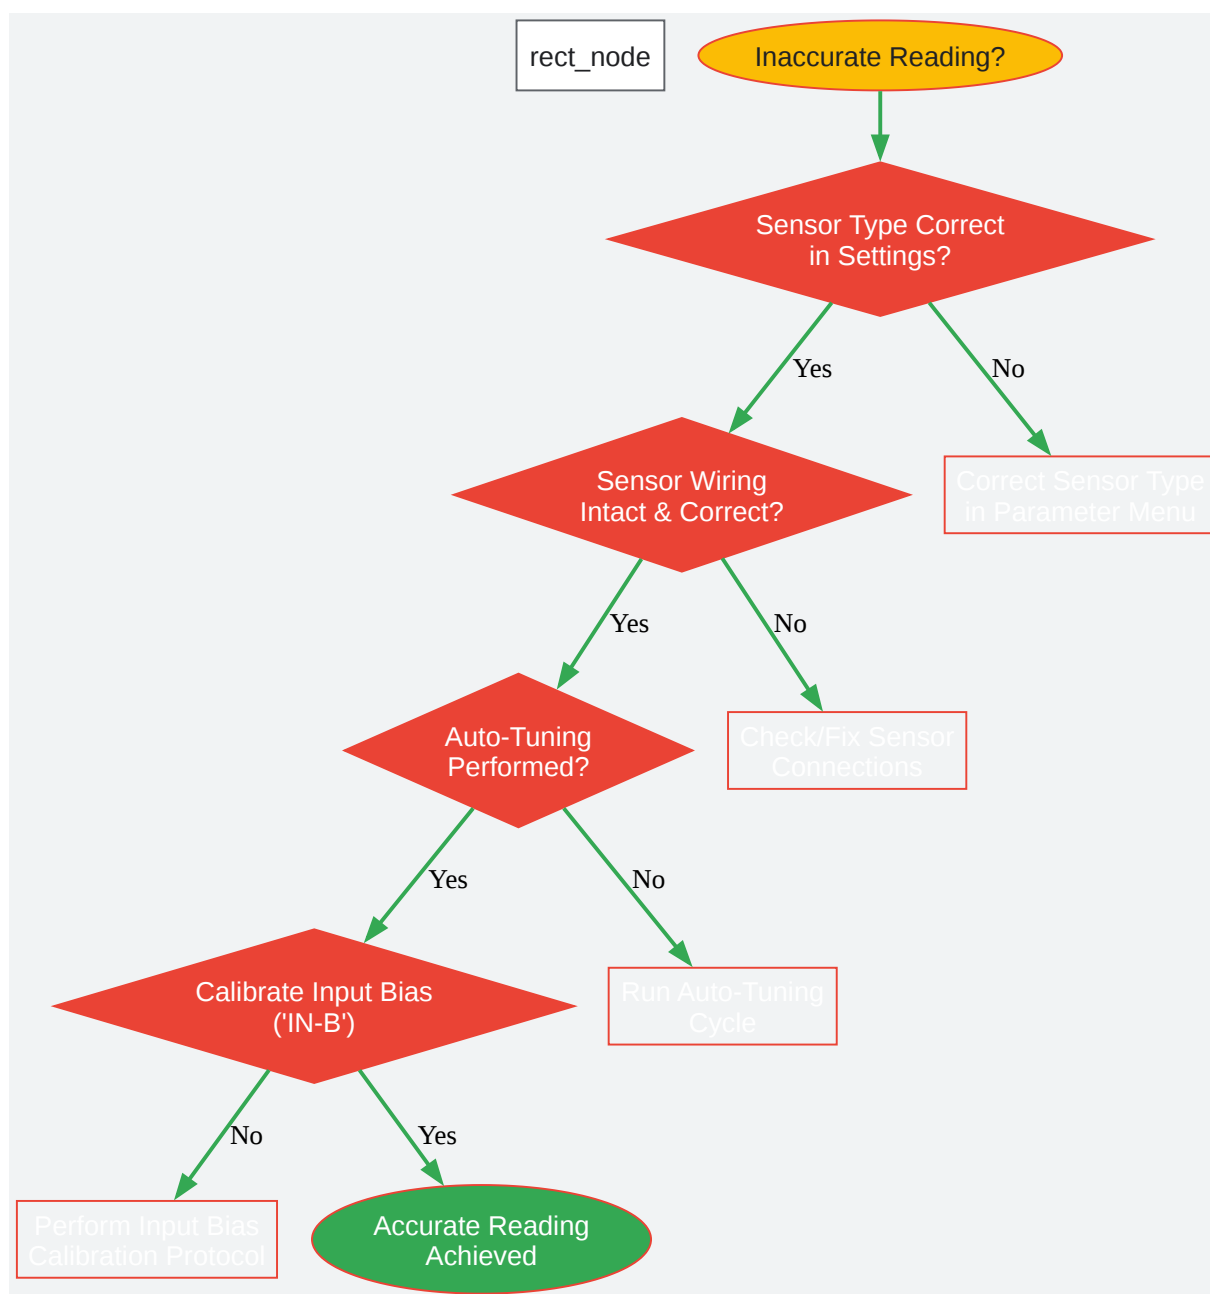 rect_node
Inaccurate Reading?
Sensor Type Correct
in Settings?
Yes
No
Sensor Wiring
Intact & Correct?
Correct Sensor Type
in Parameter Menu
Yes
No
Auto-Tuning
Performed?
Check/Fix Sensor
Connections
Yes
No
Calibrate Input Bias
('IN-B')
Run Auto-Tuning
Cycle
No
Yes
Perform Input Bias
Calibration Protocol
Accurate Reading
Achieved